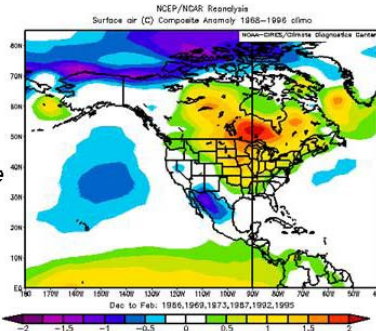 NCEP/NCAR Reanalysis
Surface air (C) Composite Anomaly 1968-1996 climo
NOAA-CIRES/Climate Diagnostics Center
80N
70N
60N
50N
40N
30N
20N
10N
EQ
180 170W 160W 150W 140W 130W 120W 110W 100W 90W 80W 70W 60W 50W
Dec to Feb: 1966,1969,1973,1987,1992,1995
-2 -1.5 -1 -0.5 0 0.5 1 1.5 2